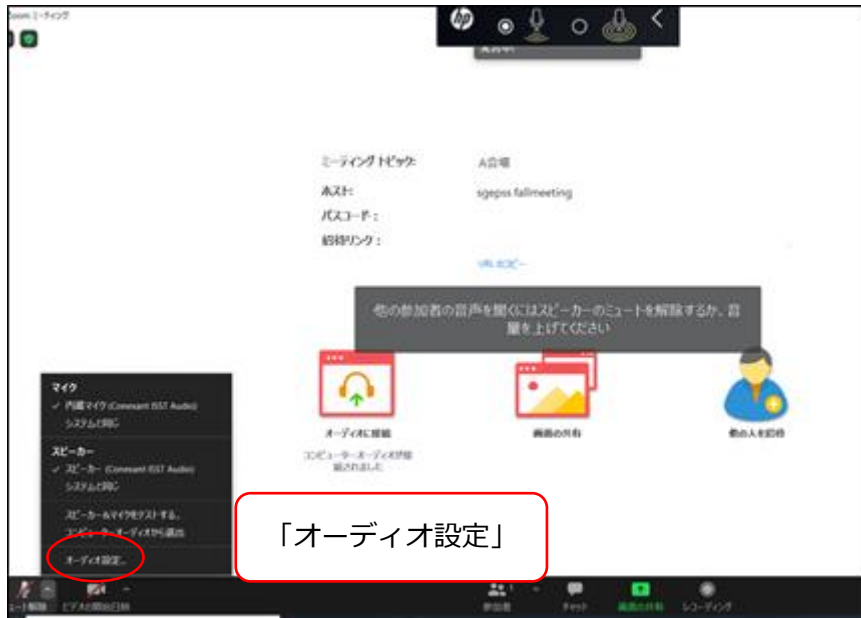 Zoom ミーティング
hp
ミーティング トピック:
A会場
ホスト:
sgepss fallmeeting
パスコード:
招待リンク:
URLのコピー
他の参加者の音声を聞くにはスピーカーのミュートを解除するか、音
量を上げてください
マイク
✓ 内蔵マイク (Conexant ISST Audio)
システムと同じ
スピーカー
✓ スピーカー (Conexant ISST Audio)
システムと同じ
スピーカー&マイクをテストする...
コンピューターオーディオから退出
オーディオ設定...
オーディオに接続
コンピューターオーディオが接
続されました
画面の共有
他の人を招待
「オーディオ設定」
ミュート解除
ビデオの開始
参加者
1
チャット
画面の共有
レコーディング